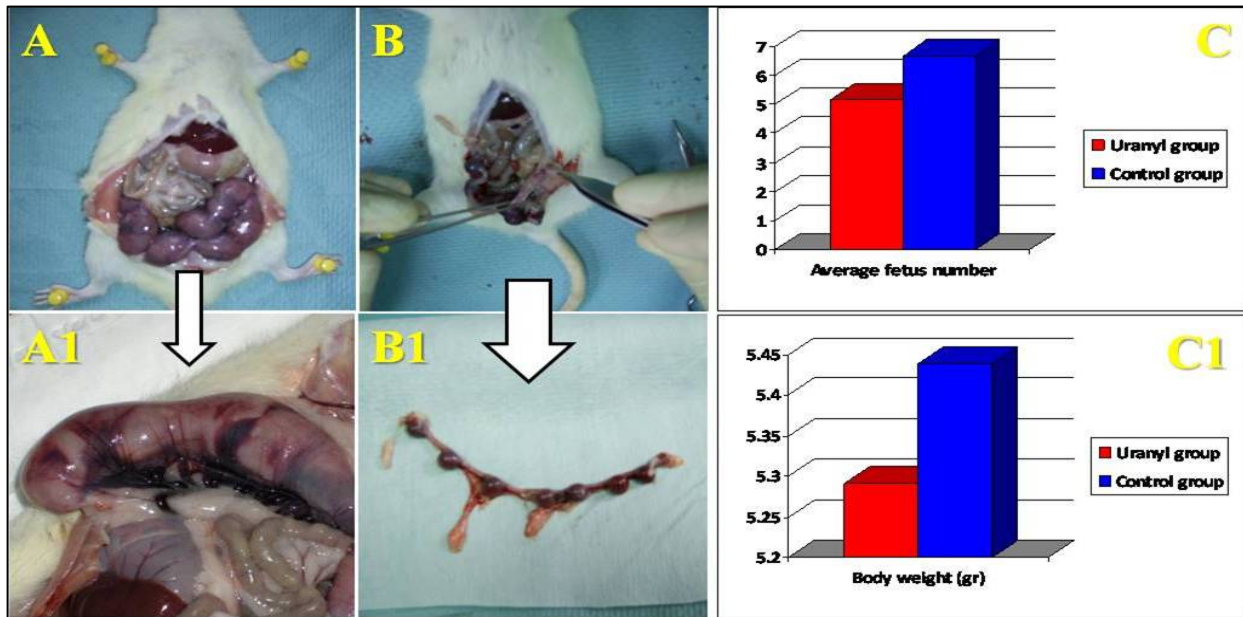 A
B
C
7
6
5
4
3
2
1
0
Average fetus number
Uranyl group
Control group
A1
B1
C1
5.45
5.4
5.35
5.3
5.25
5.2
Body weight (gr)
Uranyl group
Control group